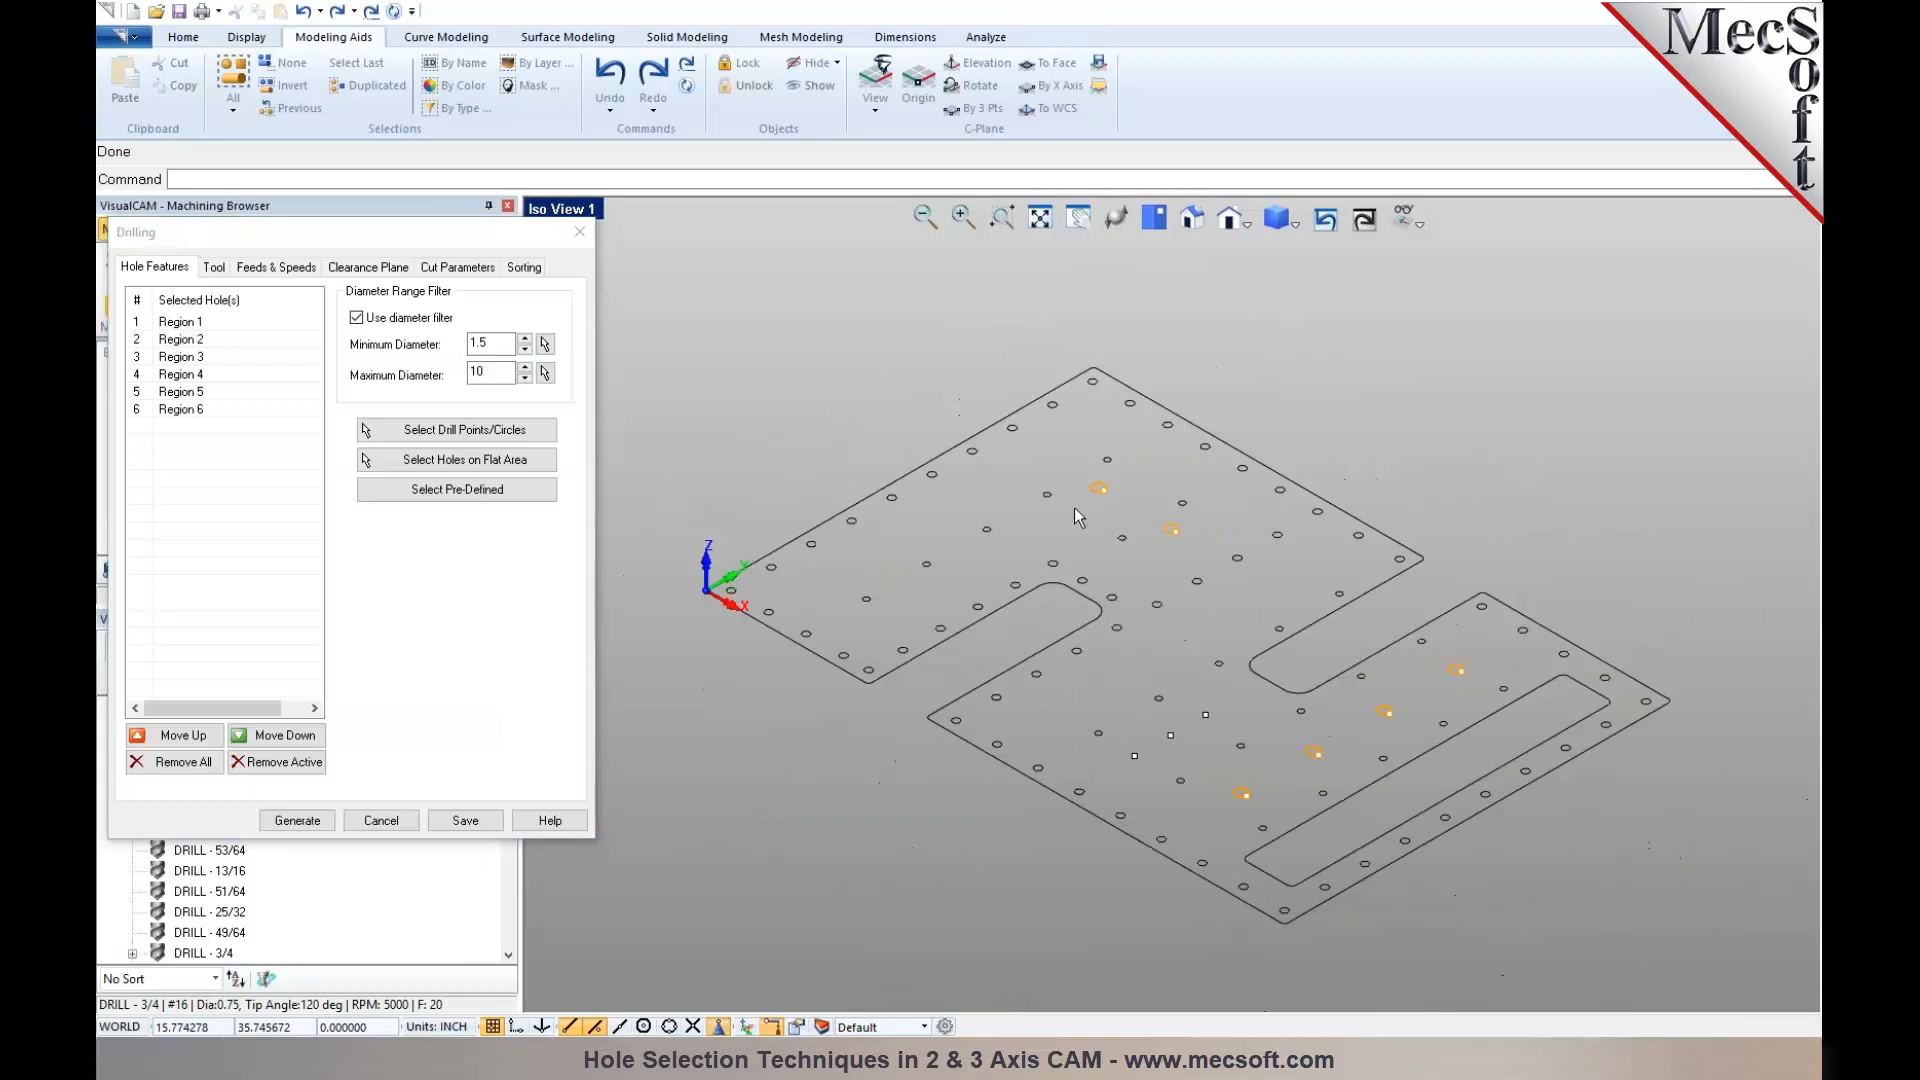 MecSoft
Home Display Modeling Aids Curve Modeling Surface Modeling Solid Modeling Mesh Modeling Dimensions Analyze
Cut None Select Last By Name By Layer ... Lock Hide Elevation To Face
Paste Copy All Invert Duplicated By Color Mask ... Undo Redo Unlock Show View Origin Rotate By X Axis
Previous By Type ... By 3 Pts To WCS
Clipboard Selections Commands Objects C-Plane
Done
Command
VisualCAM - Machining Browser
Iso View 1
Drilling
Hole Features Tool Feeds & Speeds Clearance Plane Cut Parameters Sorting
# Selected Hole(s)
1 Region 1
2 Region 2
3 Region 3
4 Region 4
5 Region 5
6 Region 6
Diameter Range Filter
Use diameter filter
Minimum Diameter: 1.5
Maximum Diameter: 10
Select Drill Points/Circles
Select Holes on Flat Area
Select Pre-Defined
Move Up Move Down
Remove All Remove Active
Generate Cancel Save Help
Z
X
DRILL - 53/64
DRILL - 13/16
DRILL - 51/64
DRILL - 25/32
DRILL - 49/64
DRILL - 3/4
No Sort
DRILL - 3/4 | #16 | Dia:0.75, Tip Angle:120 deg | RPM: 5000 | F: 20
WORLD 15.774278 35.745672 0.000000 Units: INCH Default
Hole Selection Techniques in 2 & 3 Axis CAM - www.mecsoft.com